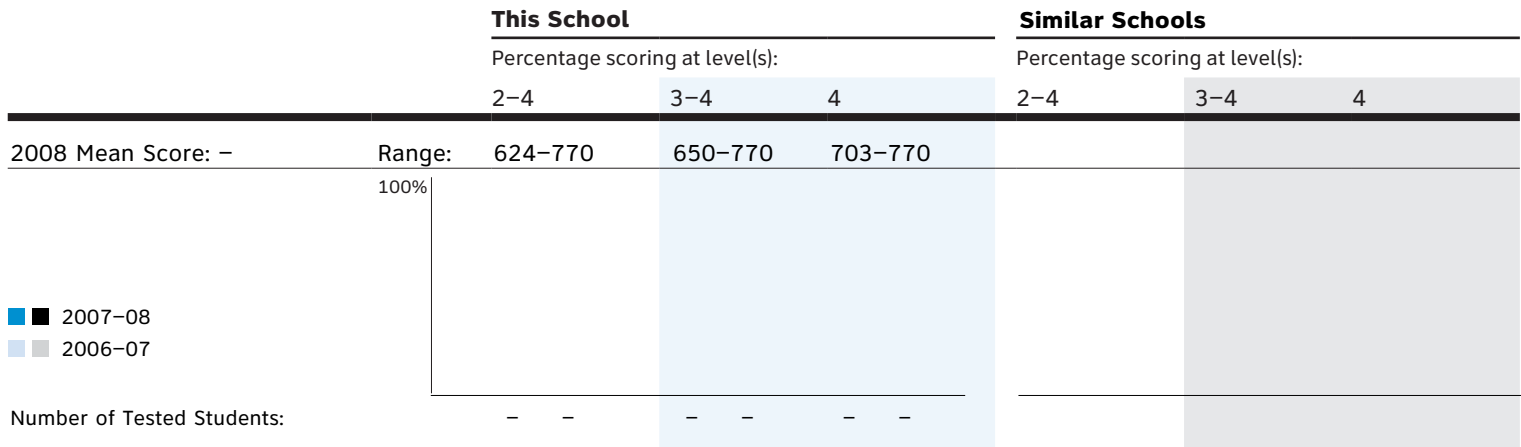 This School Similar Schools
Percentage scoring at level(s): Percentage scoring at level(s):
2–4 3–4 4 2–4 3–4 4
2008 Mean Score: – Range: 624–770 650–770 703–770
100%
2007–08
2006–07
Number of Tested Students: – – – – – –